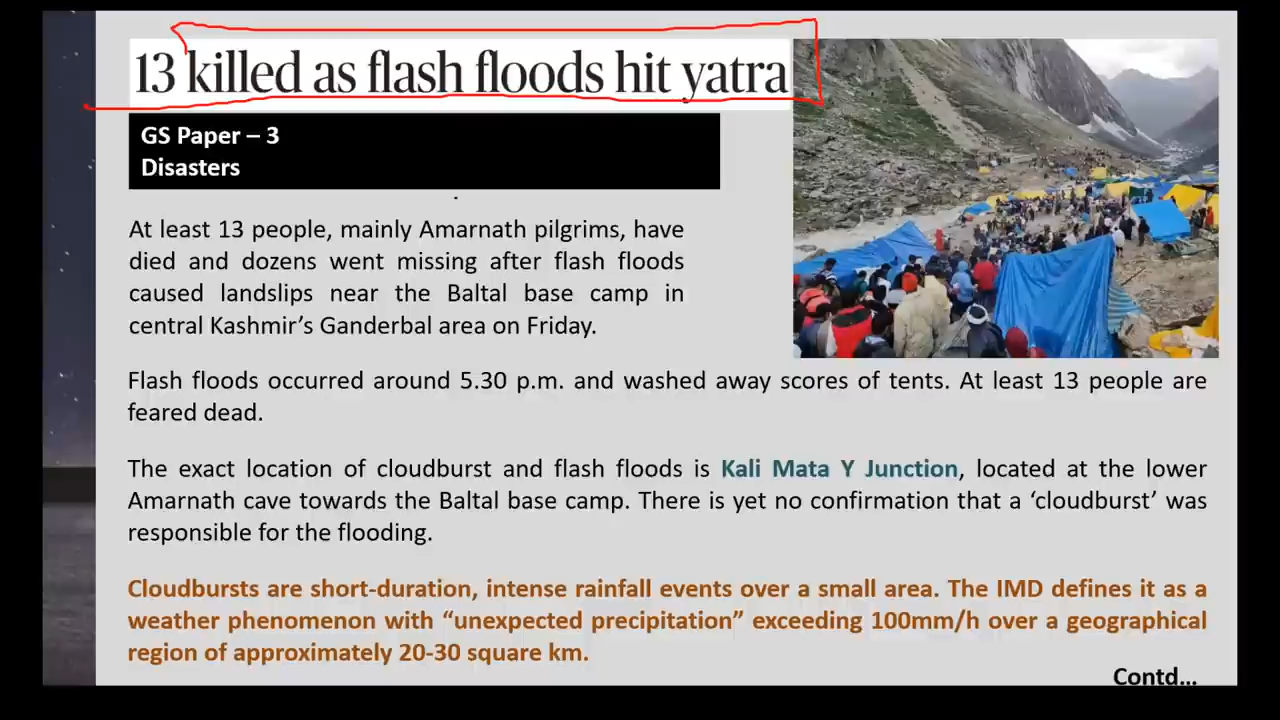 13 killed as flash floods hit yatra
GS Paper – 3
Disasters
At least 13 people, mainly Amarnath pilgrims, have
died and dozens went missing after flash floods
caused landslips near the Baltal base camp in
central Kashmir’s Ganderbal area on Friday.
Flash floods occurred around 5.30 p.m. and washed away scores of tents. At least 13 people are
feared dead.
The exact location of cloudburst and flash floods is Kali Mata Y Junction, located at the lower
Amarnath cave towards the Baltal base camp. There is yet no confirmation that a ‘cloudburst’ was
responsible for the flooding.
Cloudbursts are short-duration, intense rainfall events over a small area. The IMD defines it as a
weather phenomenon with “unexpected precipitation” exceeding 100mm/h over a geographical
region of approximately 20-30 square km.
Contd…